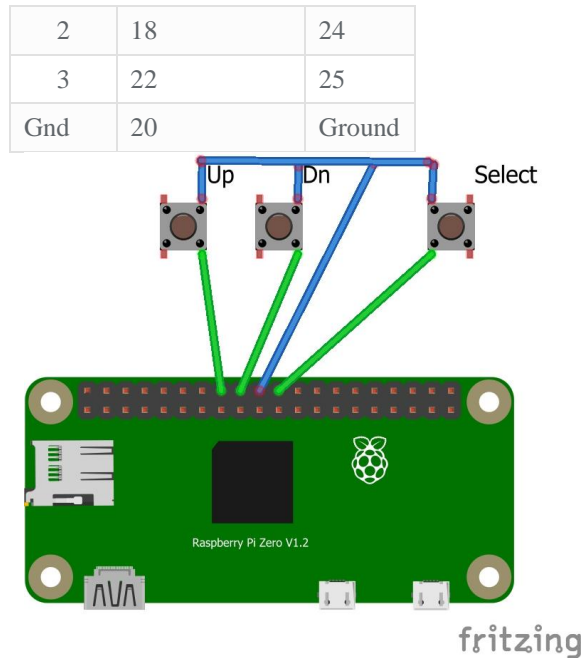 2 18 24
3 22 25
Gnd 20 Ground
Up Dn Select
Raspberry Pi Zero V1.2
fritzing